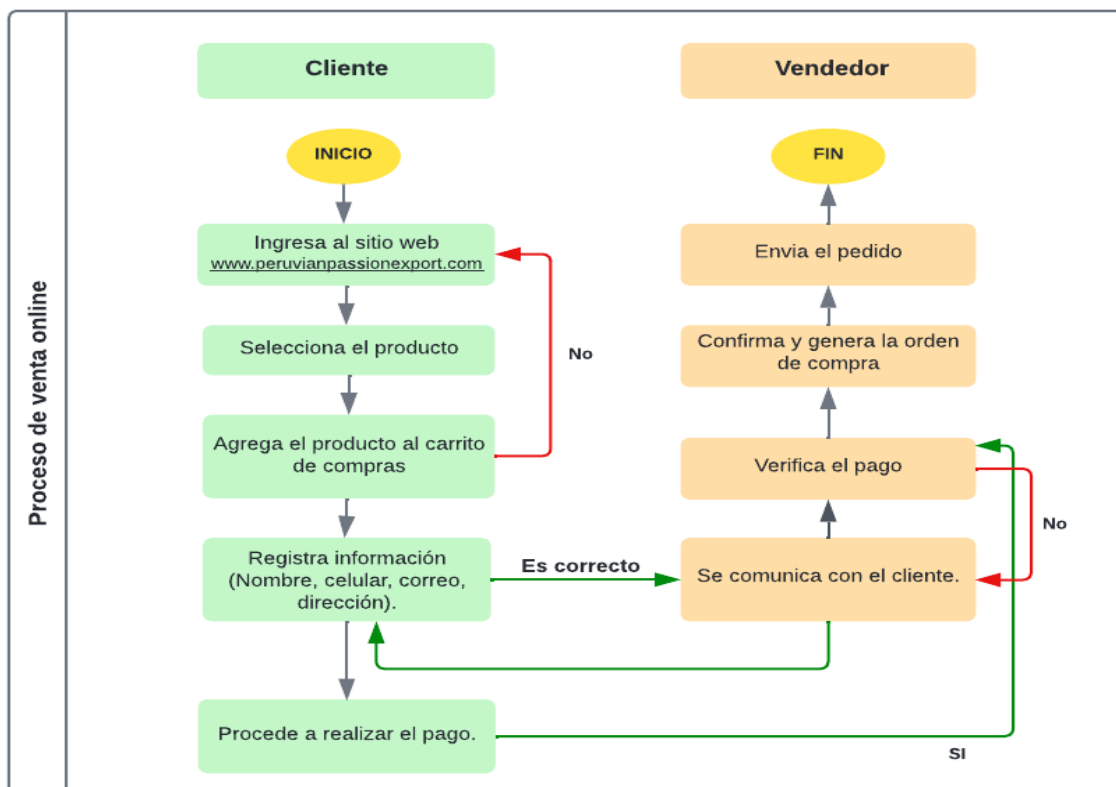 Proceso de venta online
Cliente
INICIO
Ingresa al sitio web
www.peruvianpassionexport.com
Selecciona el producto
Agrega el producto al carrito
de compras
No
Registra información
(Nombre, celular, correo,
dirección).
Es correcto
Procede a realizar el pago.
SI
Vendedor
FIN
Envia el pedido
Confirma y genera la orden
de compra
Verifica el pago
No
Se comunica con el cliente.